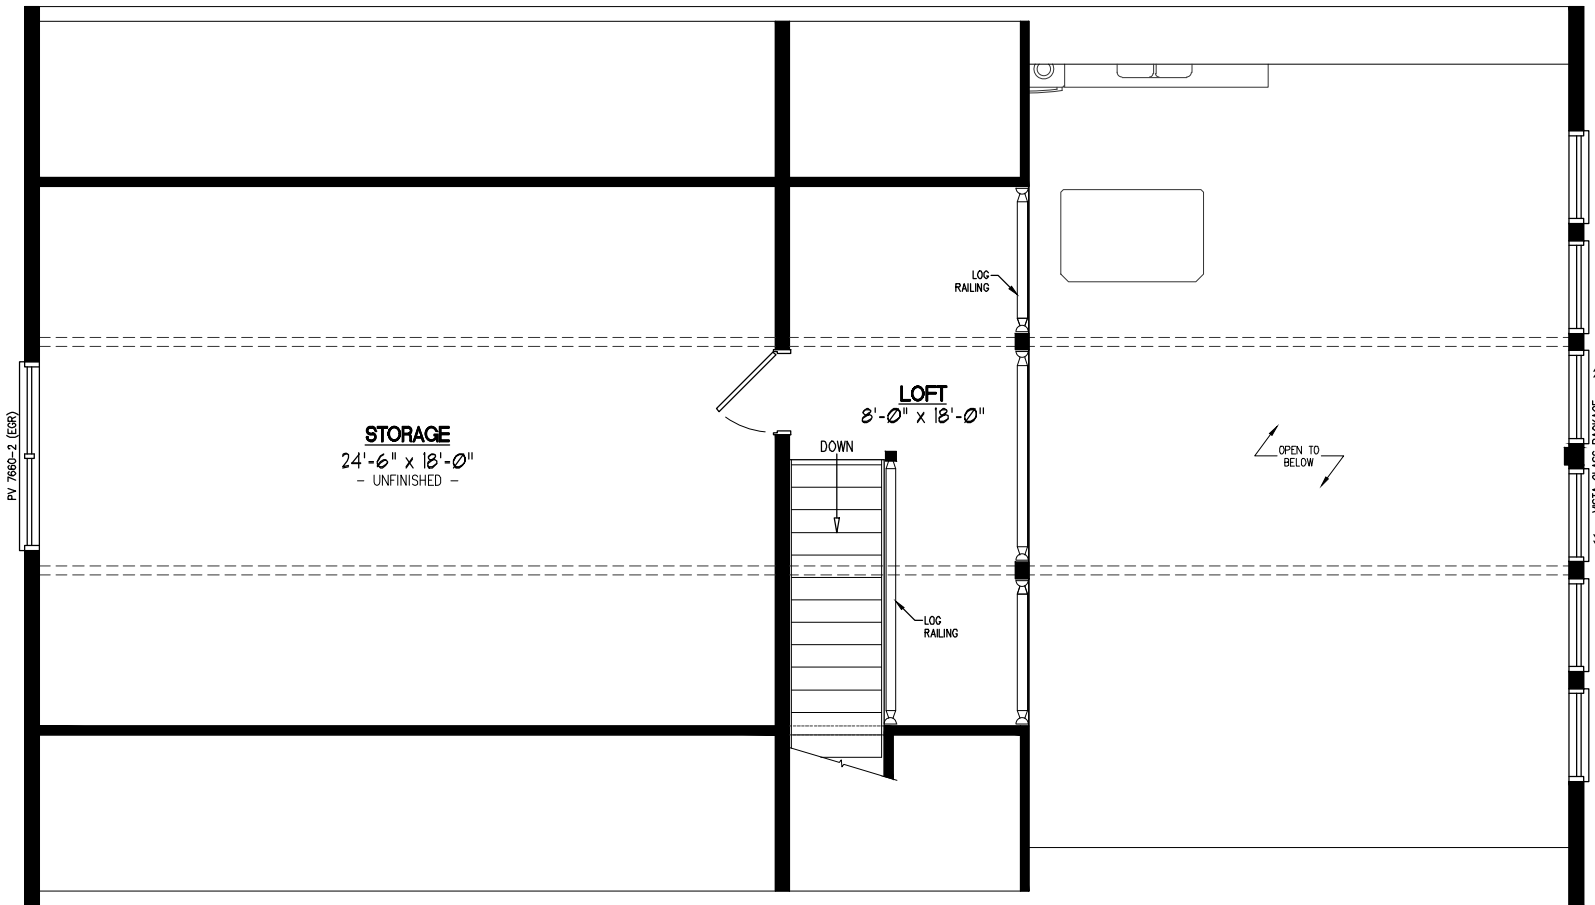 LOG
RAILING
LOFT
8'-0" x 18'-0"
STORAGE
24'-6" x 18'-0"
- UNFINISHED -
DOWN
OPEN TO
BELOW
PV 7660-2 (EGR)
LOG
RAILING